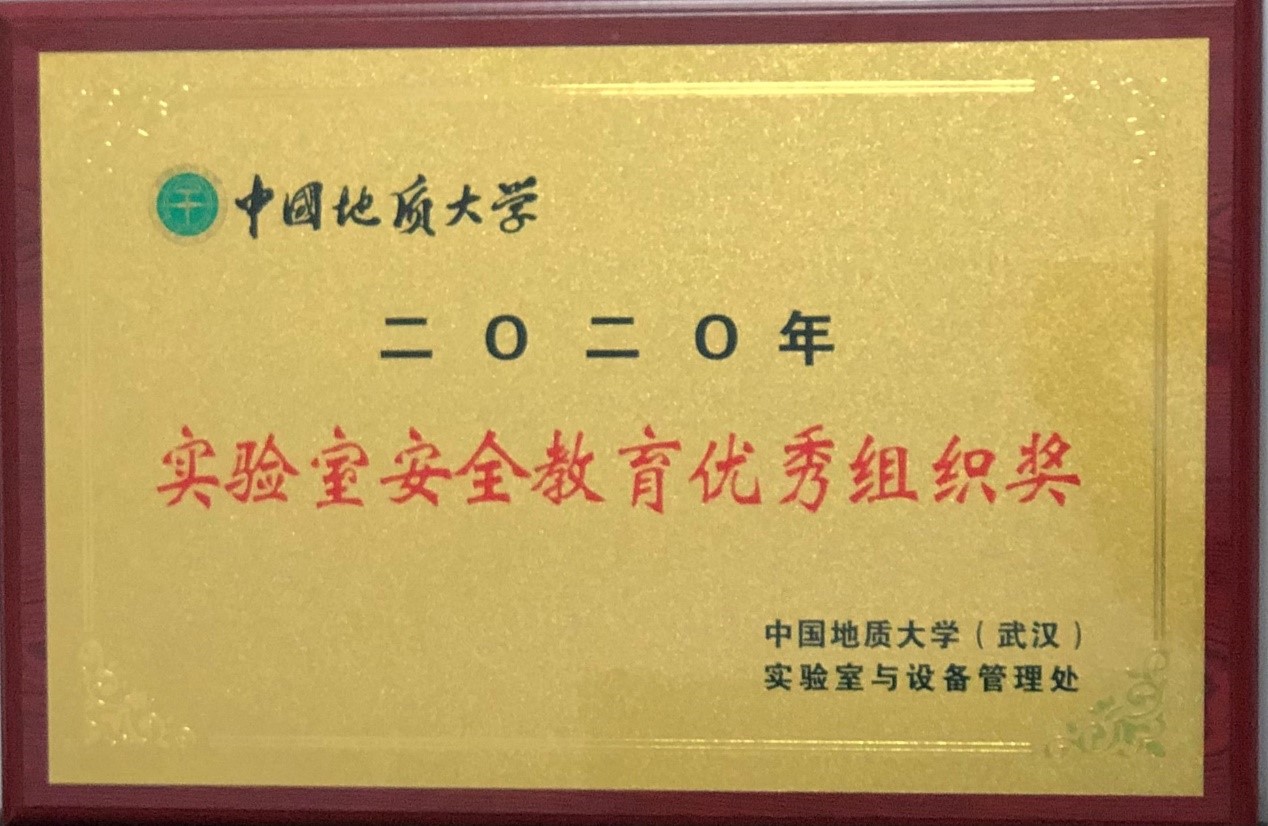 中国地质大学
二〇二〇年
实验室安全教育优秀组织奖
中国地质大学（武汉）
实验室与设备管理处